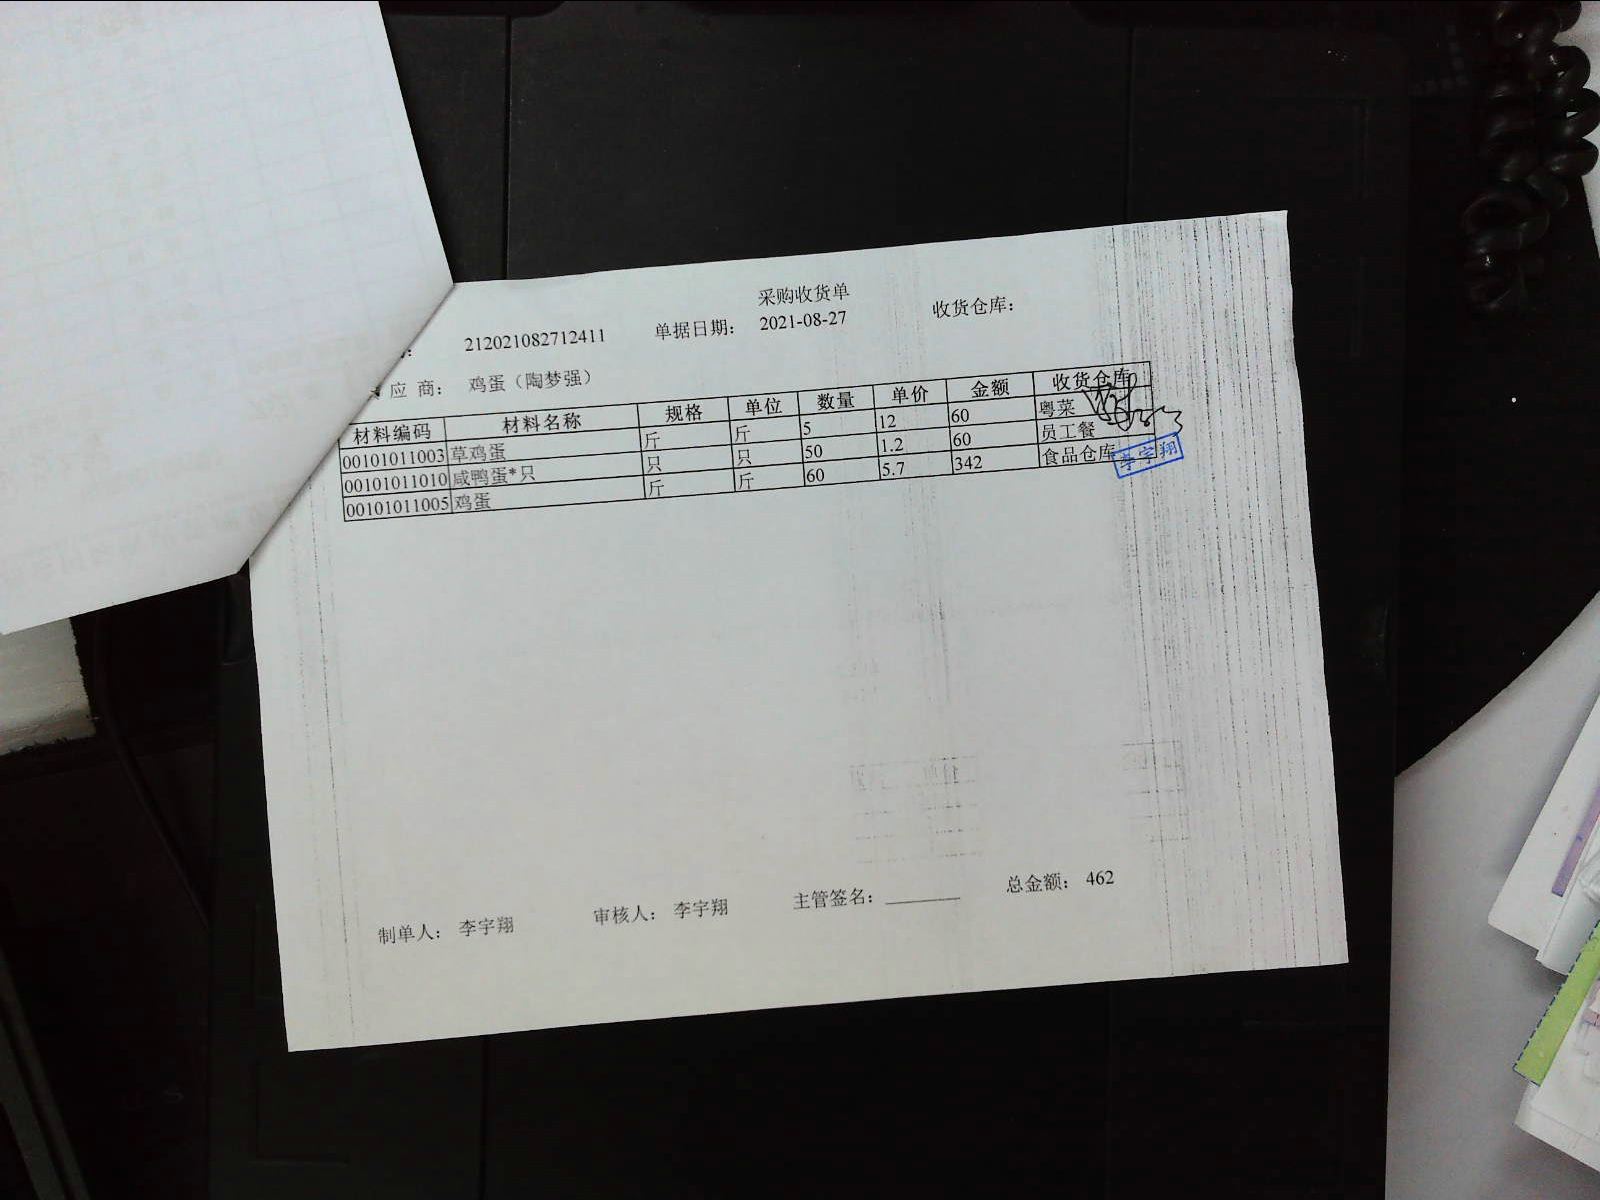 采购收货单
212021082712411 单据日期： 2021-08-27 收货仓库：
应 商： 鸡蛋（陶梦强）
材料编码 材料名称 规格 单位 数量 单价 金额 收货仓库
00101011003 草鸡蛋 斤 斤 5 12 60 粤菜
00101011010 咸鸭蛋*只 只 只 50 1.2 60 员工餐
00101011005 鸡蛋 斤 斤 60 5.7 342 食品仓库
李宇翔
制单人： 李宇翔 审核人： 李宇翔 主管签名： 总金额： 462